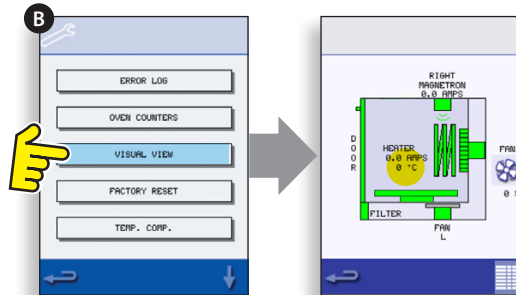 B
ERROR LOG
OVEN COUNTERS
VISUAL VIEW
FACTORY RESET
TEMP. COMP.
RIGHT
MAGNETRON
0.0 AMPS
DOOR
HEATER
0.0 AMPS
0 °C
FAN
0
FILTER
FAN
L